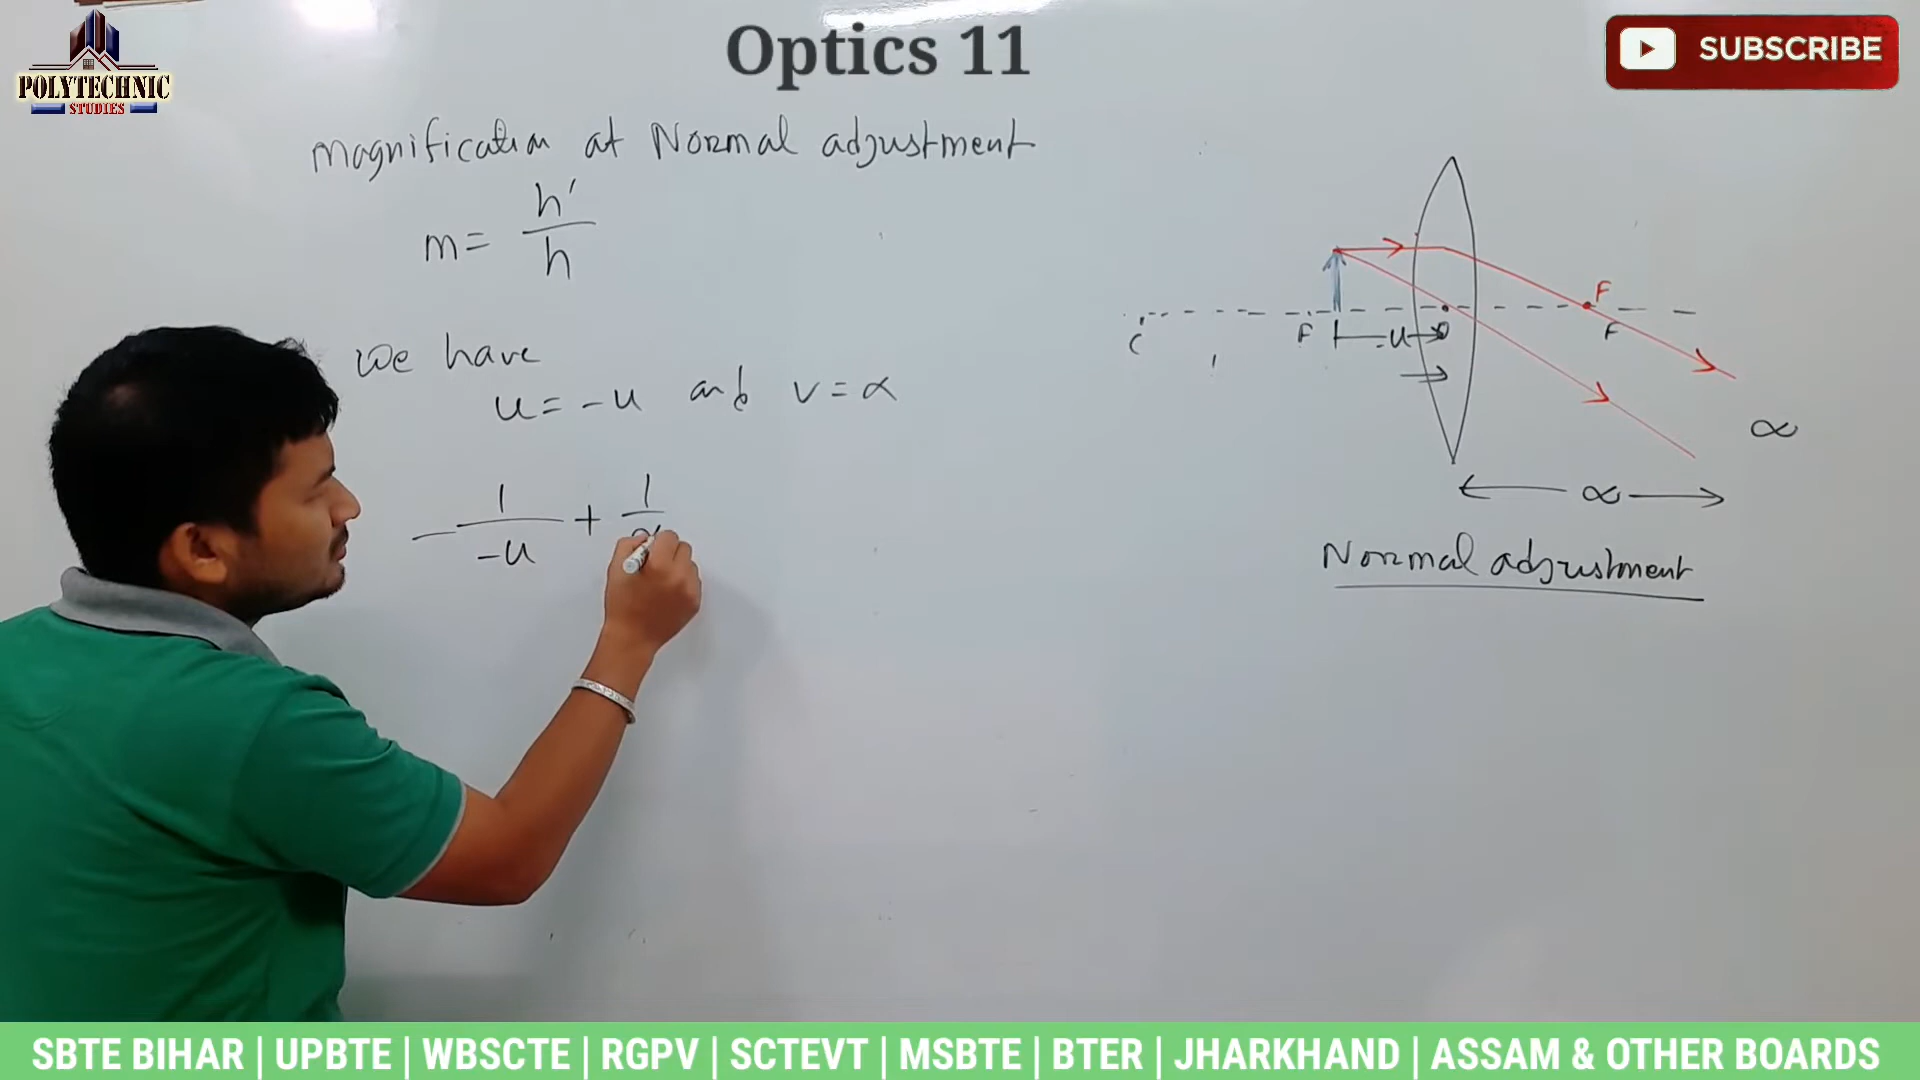 Optics 11
SUBSCRIBE
POLYTECHNIC
STUDIES
Magnification at Normal adjustment
m = h'/h
We have
u = -u and v = ∝
- 1/-u + 1/∝
F
C F -u O F
∝
∝
Normal adjustment
SBTE BIHAR | UPBTE | WBSCTE | RGPV | SCTEVT | MSBTE | BTER | JHARKHAND | ASSAM & OTHER BOARDS